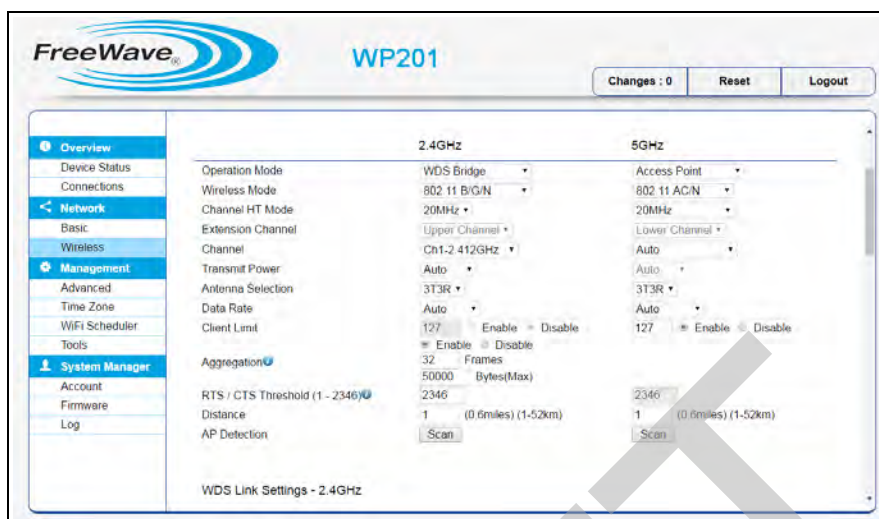 FreeWave®
WP201
Changes : 0 Reset Logout
Overview
Device Status
Connections
Network
Basic
Wireless
Management
Advanced
Time Zone
WiFi Scheduler
Tools
System Manager
Account
Firmware
Log
2.4GHz 5GHz
Operation Mode WDS Bridge Access Point
Wireless Mode 802 11 B/G/N 802 11 AC/N
Channel HT Mode 20MHz 20MHz
Extension Channel Upper Channel Lower Channel
Channel Ch1-2 412GHz Auto
Transmit Power Auto Auto
Antenna Selection 3T3R 3T3R
Data Rate Auto Auto
Client Limit 127 Enable Disable 127 Enable Disable
Enable Disable
Aggregation 32 Frames
50000 Bytes(Max)
RTS / CTS Threshold (1 - 2346) 2346 2346
Distance 1 (0.6miles) (1-52km) 1 (0.6miles) (1-52km)
AP Detection Scan Scan
WDS Link Settings - 2.4GHz